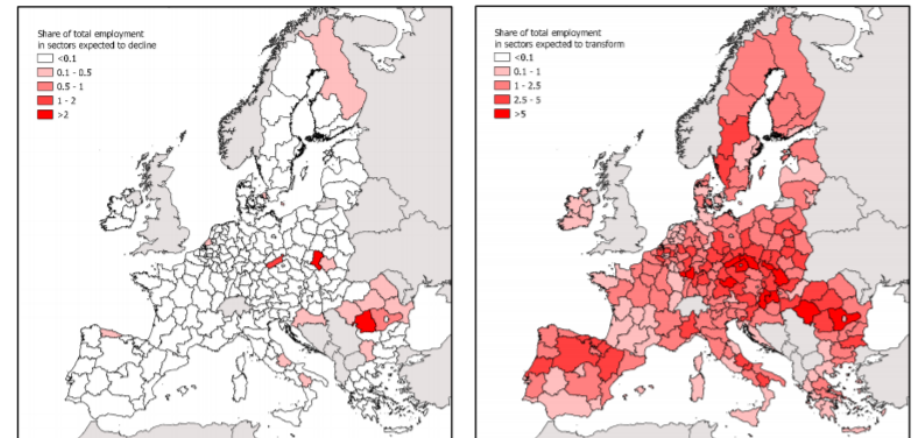 Share of total employment
in sectors expected to decline
<0.1
0.1 - 0.5
0.5 - 1
1 - 2
>2
Share of total employment
in sectors expected to transform
<0.1
0.1 - 1
1 - 2.5
2.5 - 5
>5